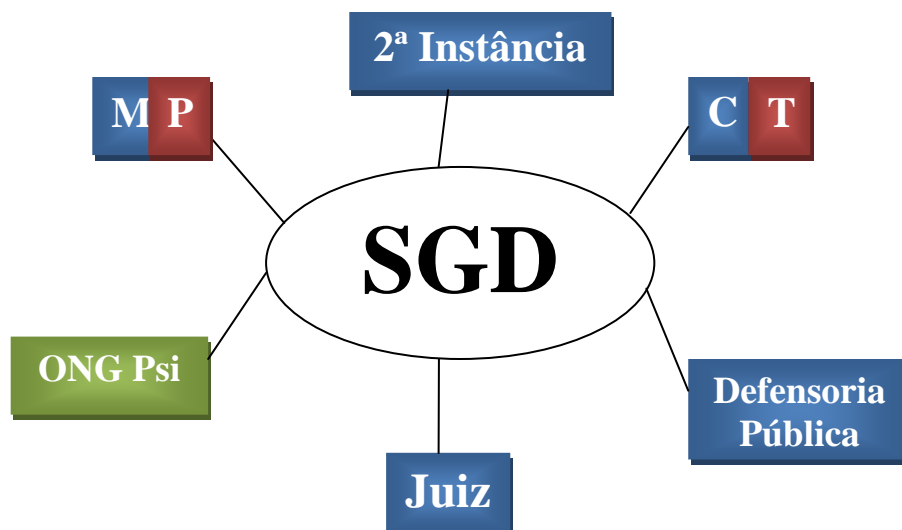 2ª Instância
M P
C T
SGD
ONG Psi
Defensoria
Pública
Juiz